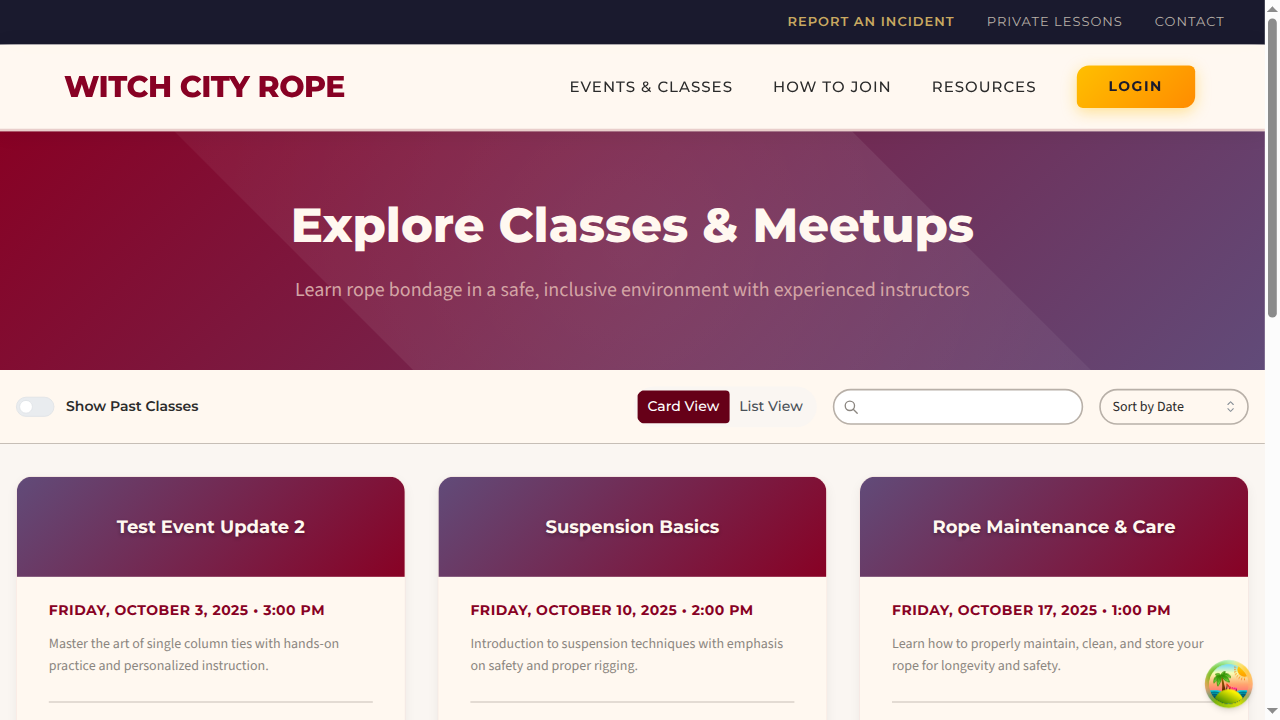 REPORT AN INCIDENT PRIVATE LESSONS CONTACT
WITCH CITY ROPE EVENTS & CLASSES HOW TO JOIN RESOURCES LOGIN
Explore Classes & Meetups
Learn rope bondage in a safe, inclusive environment with experienced instructors
Show Past Classes Card View List View Sort by Date
Test Event Update 2
FRIDAY, OCTOBER 3, 2025 • 3:00 PM
Master the art of single column ties with hands-on
practice and personalized instruction.
Suspension Basics
FRIDAY, OCTOBER 10, 2025 • 2:00 PM
Introduction to suspension techniques with emphasis
on safety and proper rigging.
Rope Maintenance & Care
FRIDAY, OCTOBER 17, 2025 • 1:00 PM
Learn how to properly maintain, clean, and store your
rope for longevity and safety.